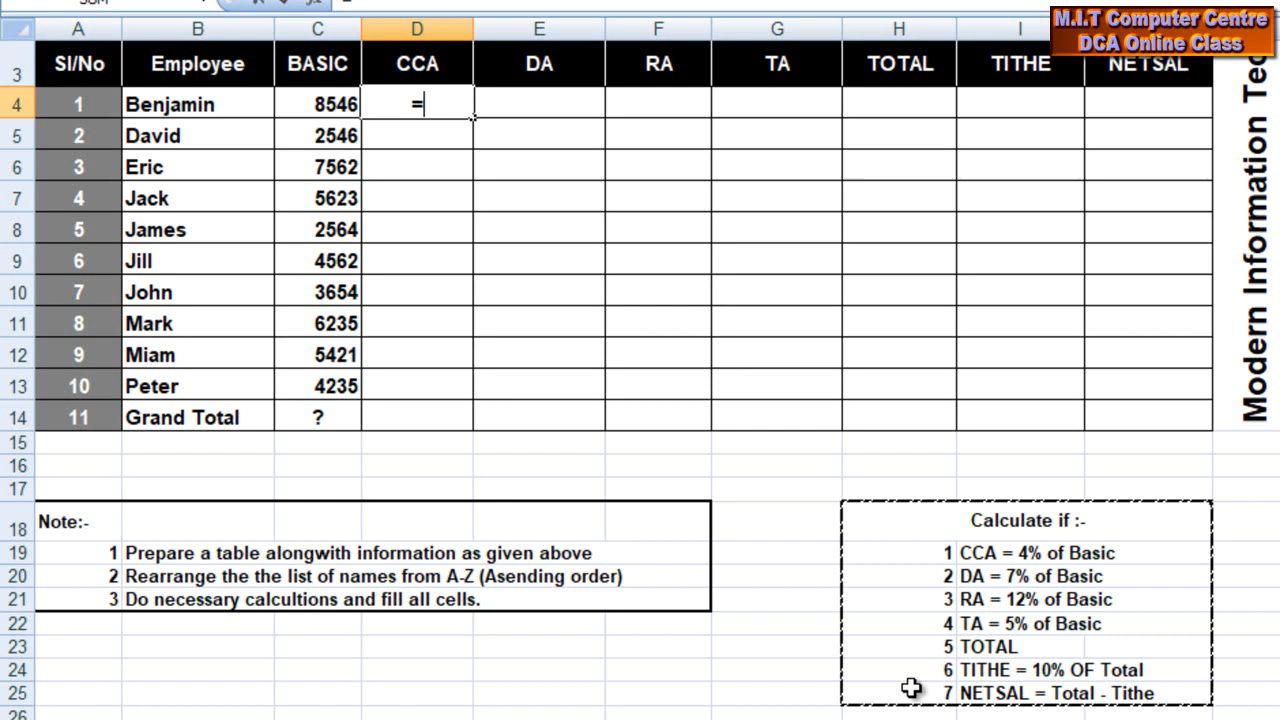 M.I.T Computer Centre
DCA Online Class
A B C D E F G H I
3 Sl/No Employee BASIC CCA DA RA TA TOTAL TITHE NETSAL
4 1 Benjamin 8546 =
5 2 David 2546
6 3 Eric 7562
7 4 Jack 5623
8 5 James 2564
9 6 Jill 4562
10 7 John 3654
11 8 Mark 6235
12 9 Miam 5421
13 10 Peter 4235
14 11 Grand Total ?
Modern Information
15
16
17
18 Note:- Calculate if :-
19 1 Prepare a table alongwith information as given above 1 CCA = 4% of Basic
20 2 Rearrange the the list of names from A-Z (Asending order) 2 DA = 7% of Basic
21 3 Do necessary calcultions and fill all cells. 3 RA = 12% of Basic
22 4 TA = 5% of Basic
23 5 TOTAL
24 6 TITHE = 10% OF Total
25 7 NETSAL = Total - Tithe
26